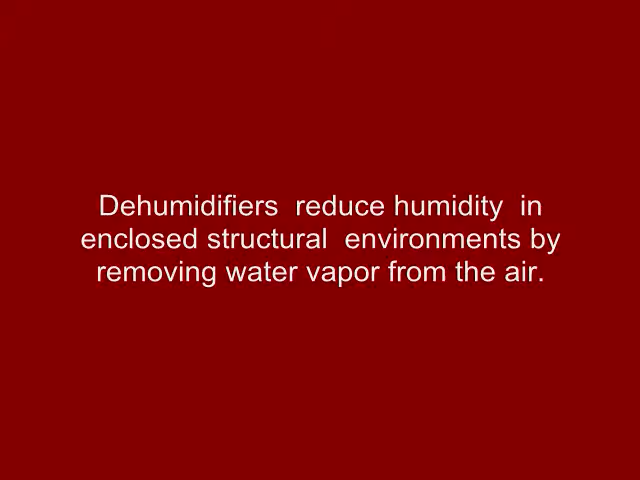 Dehumidifiers  reduce humidity  in
enclosed structural  environments by
removing water vapor from the air.